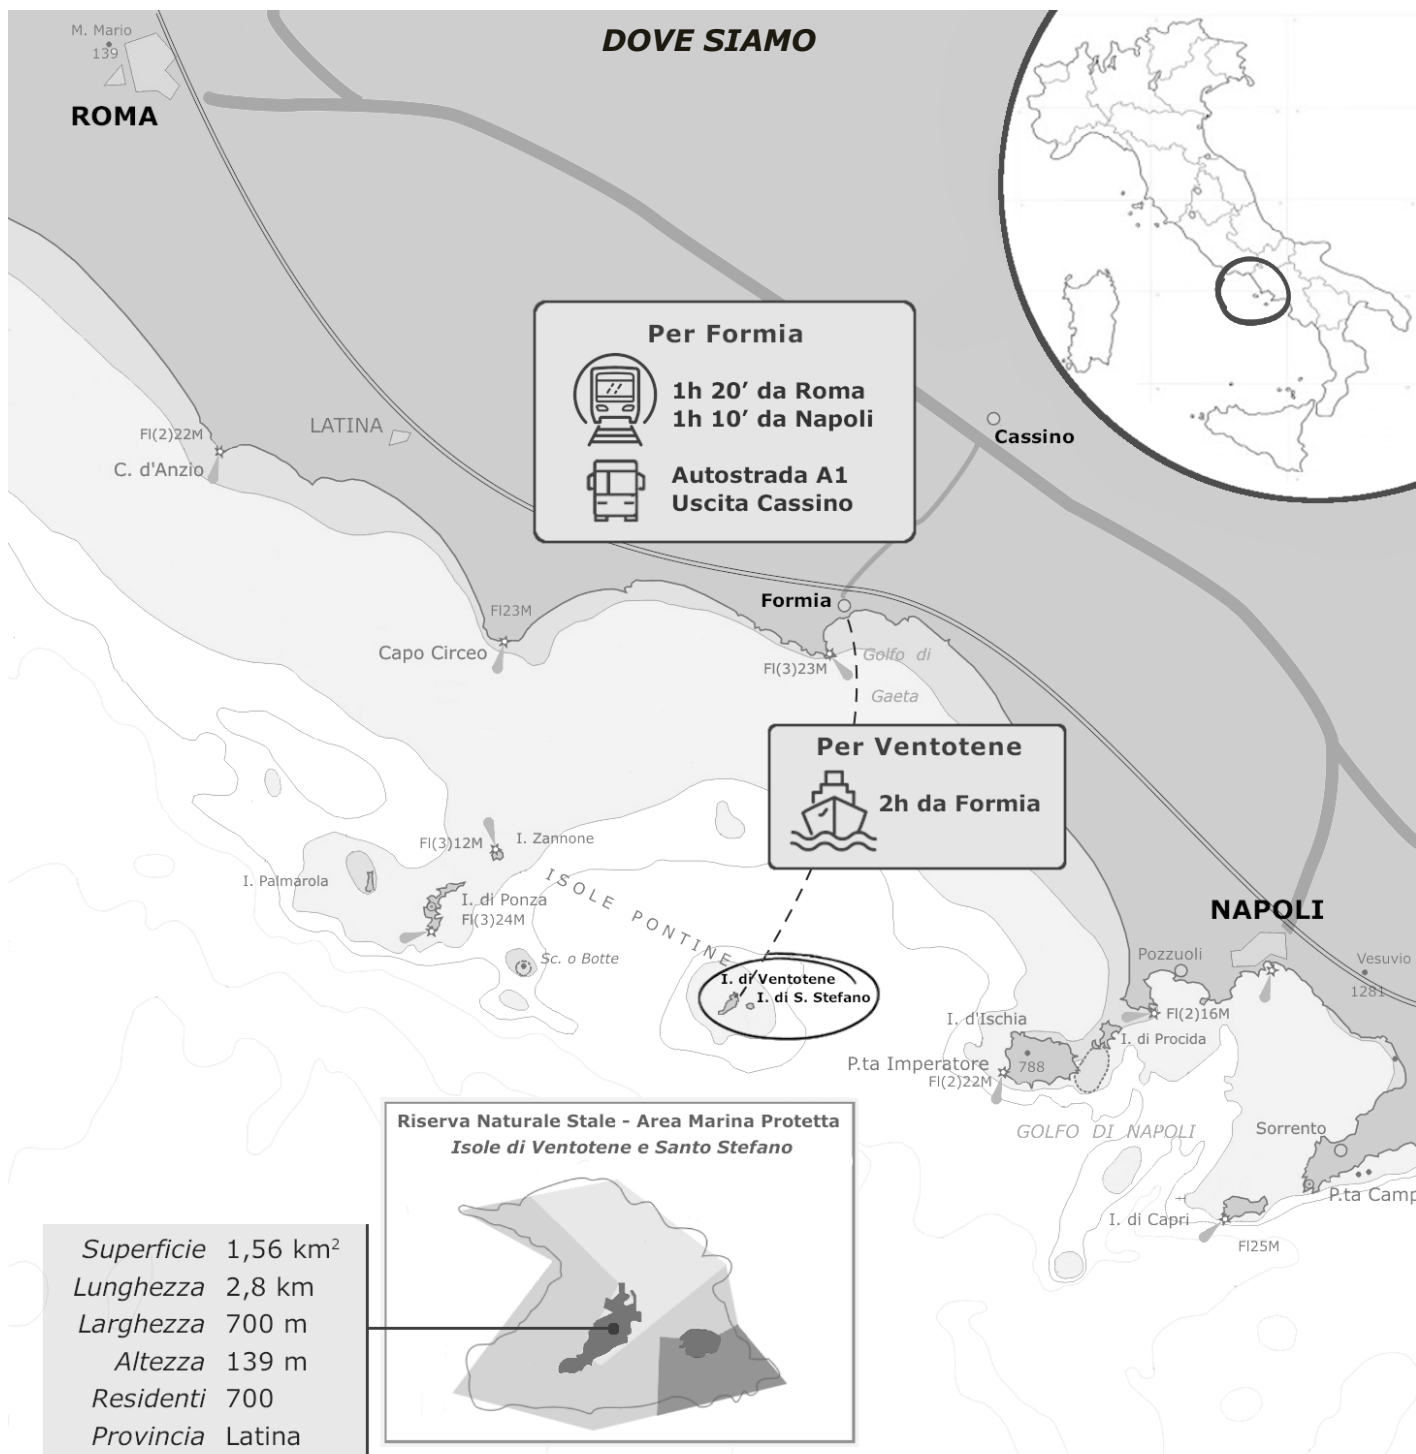 DOVE SIAMO
M. Mario
139
ROMA
Per Formia
1h 20’ da Roma
1h 10’ da Napoli
Autostrada A1
Uscita Cassino
Cassino
LATINA
Fl(2)22M
C. d'Anzio
Formia
Fl23M
Capo Circeo
Fl(3)23M
Golfo di
Gaeta
Per Ventotene
2h da Formia
Fl(3)12M
I. Zannone
I. Palmarola
I. di Ponza
Fl(3)24M
ISOLE PONTINE
Sc. o Botte
I. di Ventotene
I. di S. Stefano
NAPOLI
Pozzuoli
Vesuvio
1281
I. d'Ischia
Fl(2)16M
I. di Procida
P.ta Imperatore
788
Fl(2)22M
GOLFO DI NAPOLI
Sorrento
P.ta Camp
I. di Capri
Fl25M
Riserva Naturale Stale - Area Marina Protetta
Isole di Ventotene e Santo Stefano
Superficie 1,56 km²
Lunghezza 2,8 km
Larghezza 700 m
Altezza 139 m
Residenti 700
Provincia Latina